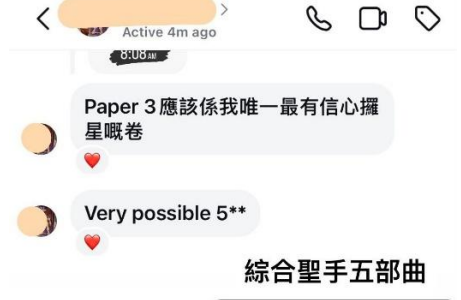 Active 4m ago
8:08 AM
Paper 3應該係我唯一最有信心攞
星嘅卷
Very possible 5**
綜合聖手五部曲